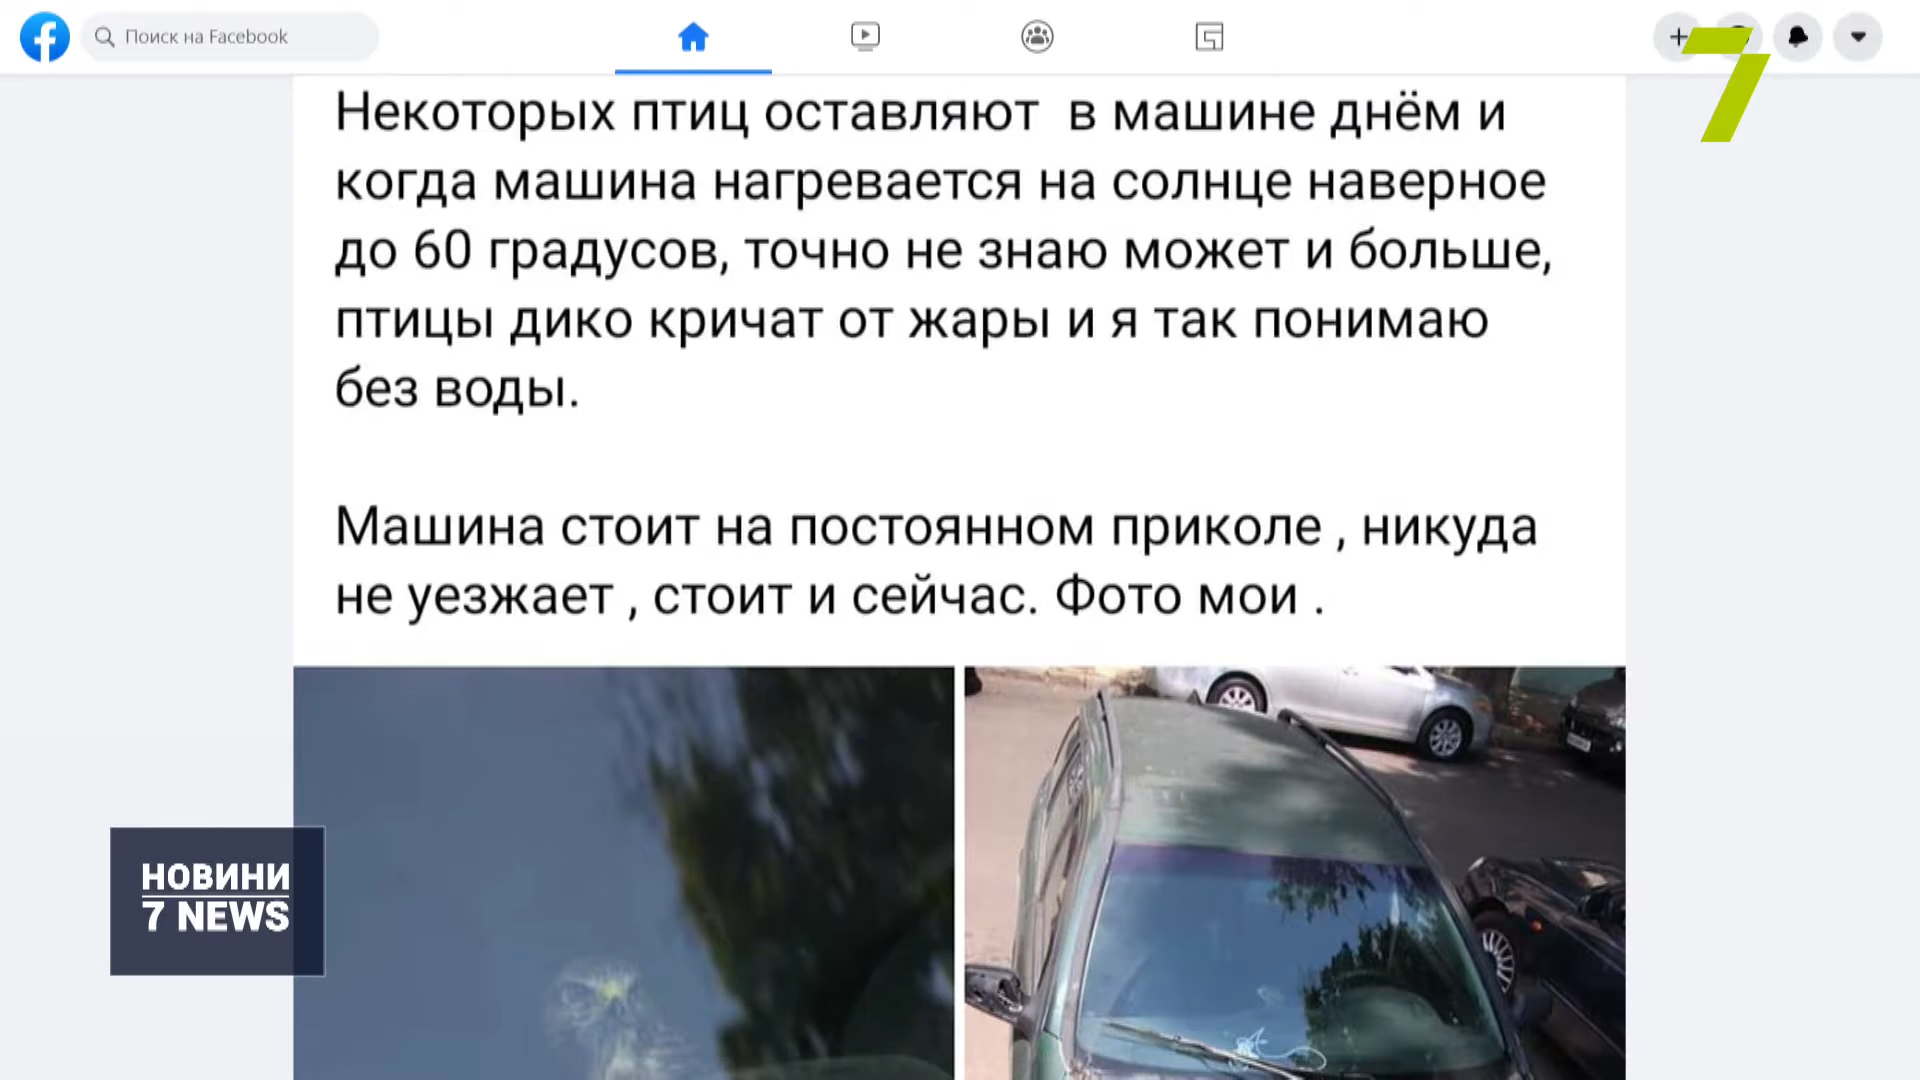 Поиск на Facebook
7
Некоторых птиц оставляют в машине днём и
когда машина нагревается на солнце наверное
до 60 градусов, точно не знаю может и больше,
птицы дико кричат от жары и я так понимаю
без воды.
Машина стоит на постоянном приколе , никуда
не уезжает , стоит и сейчас. Фото мои .
НОВИНИ
7 NEWS